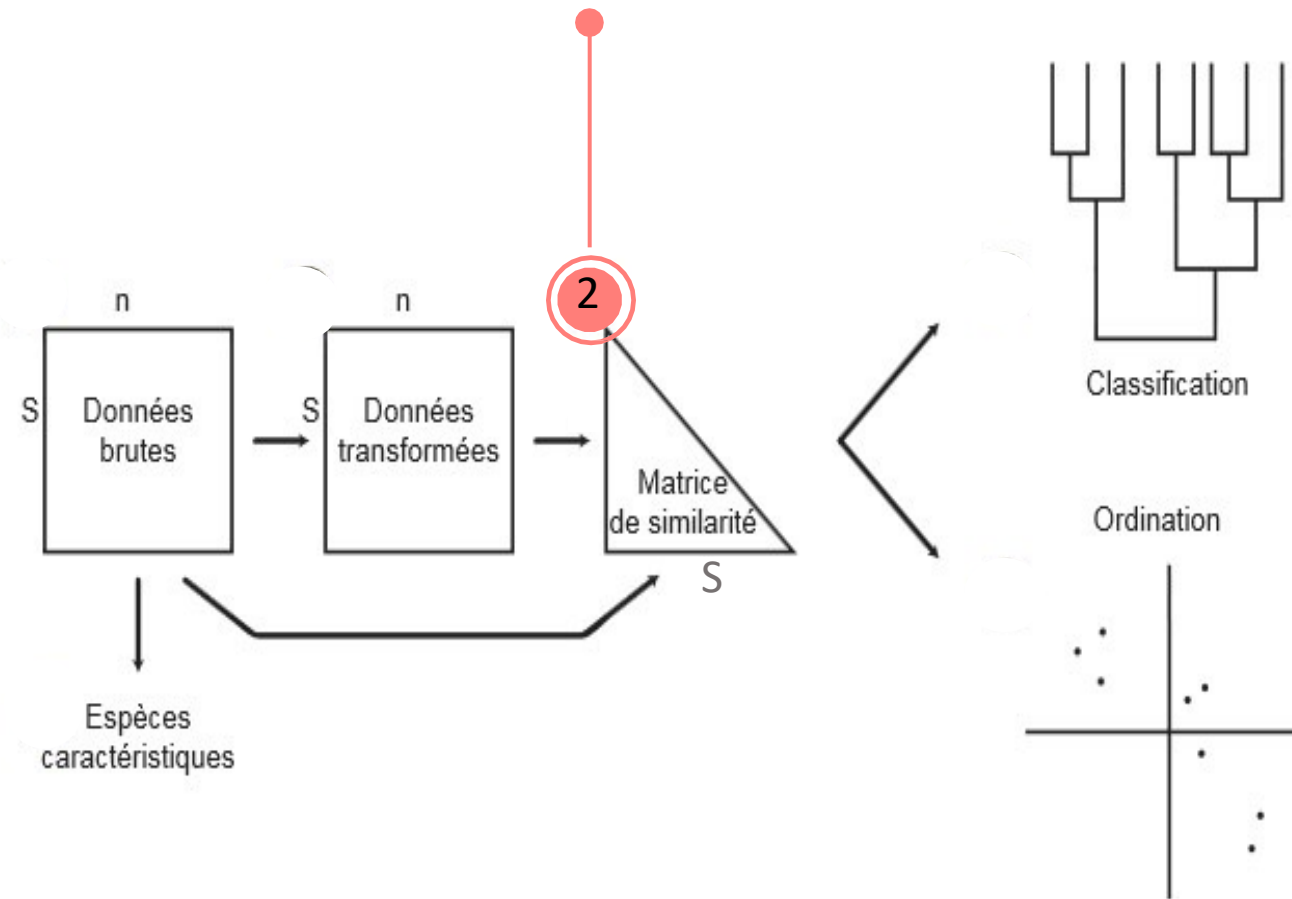 2
n
n
S
Données
brutes
S
Données
transformées
Matrice
de similarité
S
Classification
Ordination
Espèces
caractéristiques